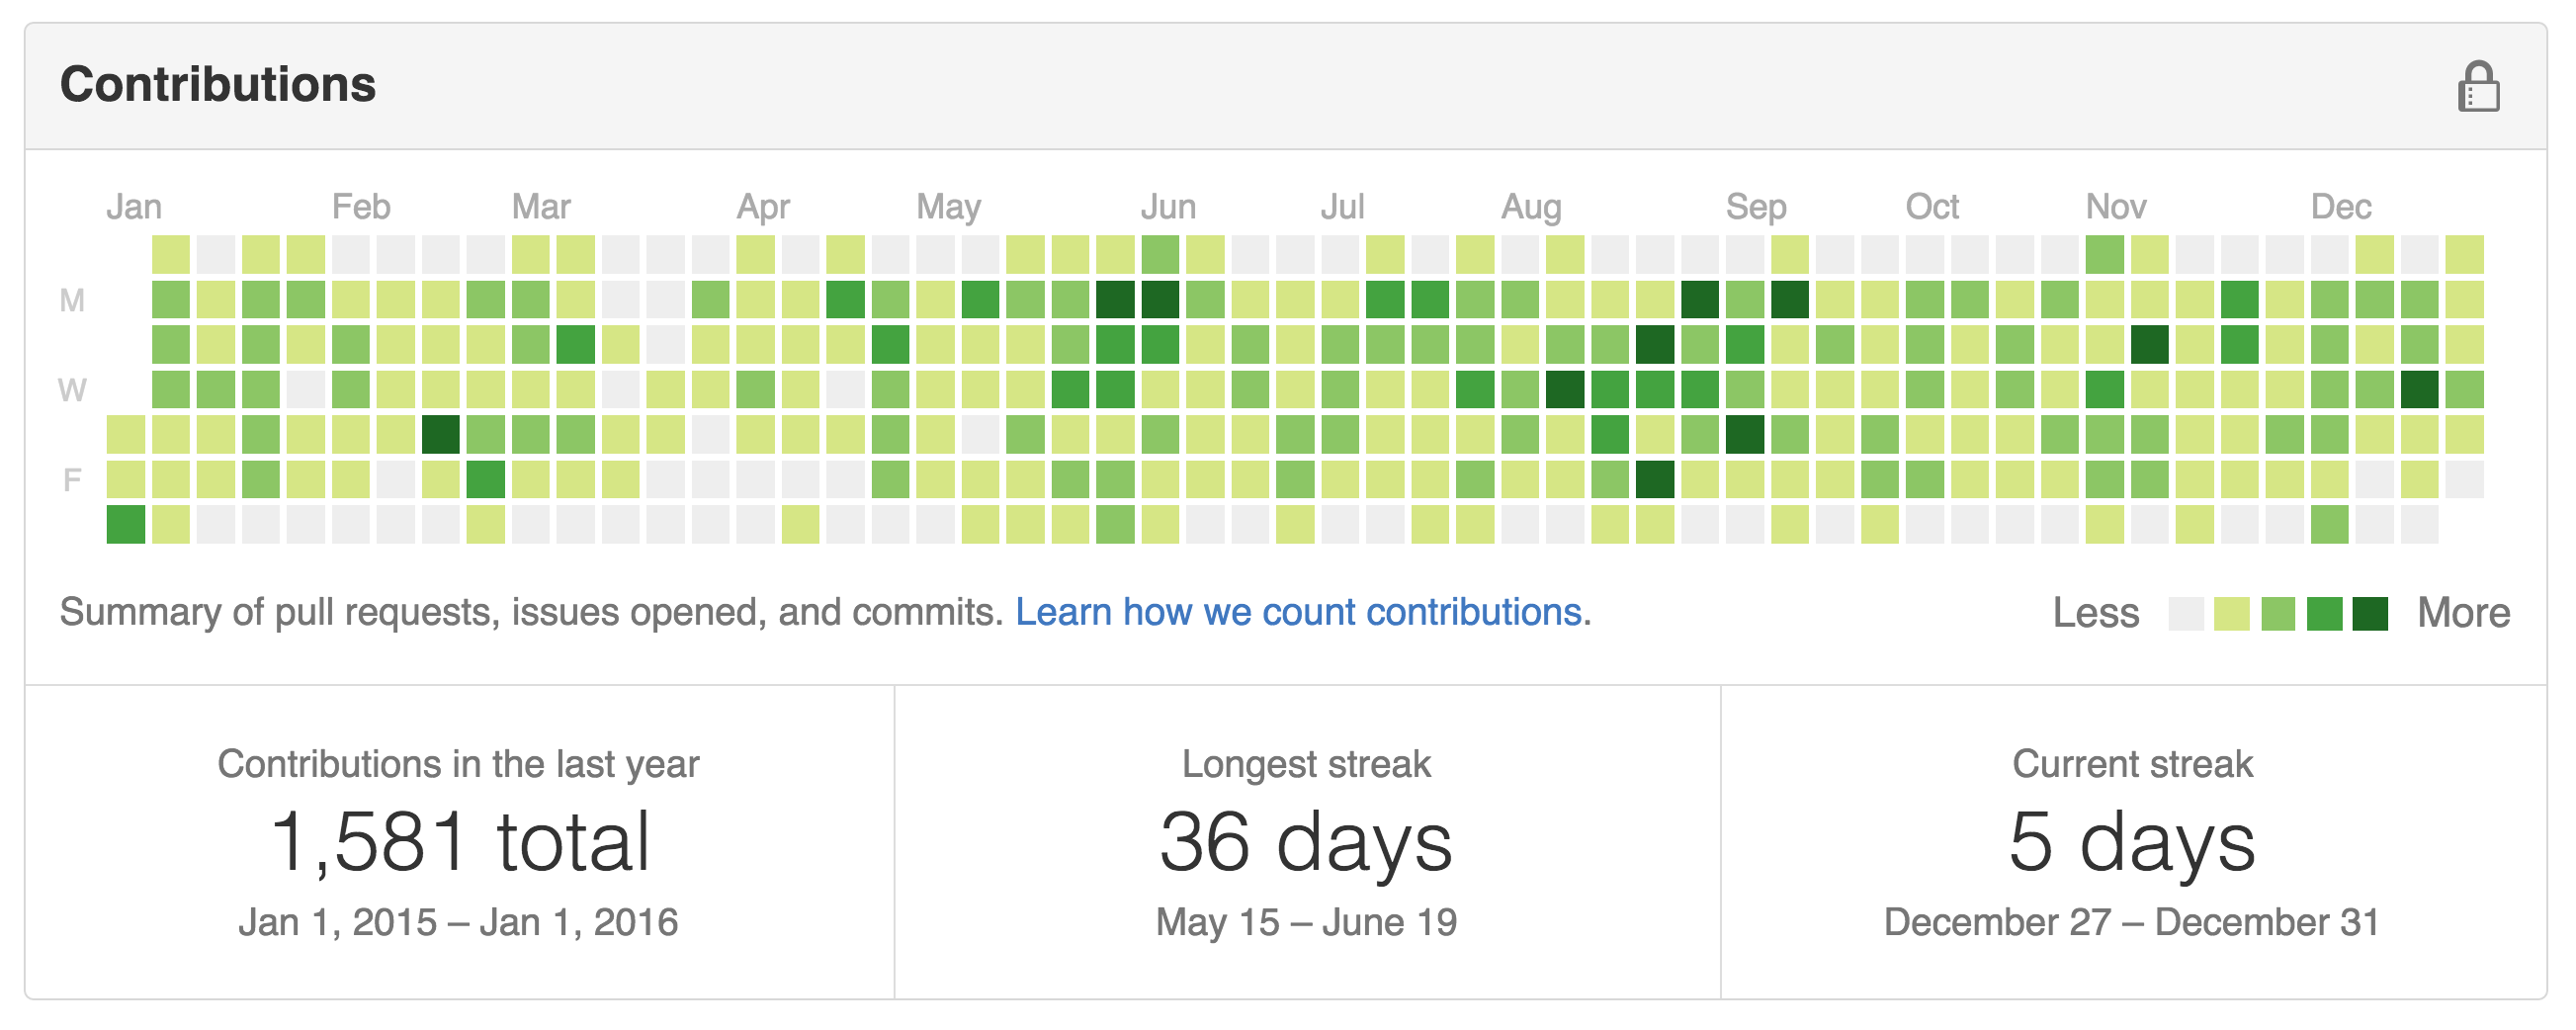 Contributions
Jan Feb Mar Apr May Jun Jul Aug Sep Oct Nov Dec
M
W
F
Summary of pull requests, issues opened, and commits. Learn how we count contributions.
Less More
Contributions in the last year
1,581 total
Jan 1, 2015 – Jan 1, 2016
Longest streak
36 days
May 15 – June 19
Current streak
5 days
December 27 – December 31